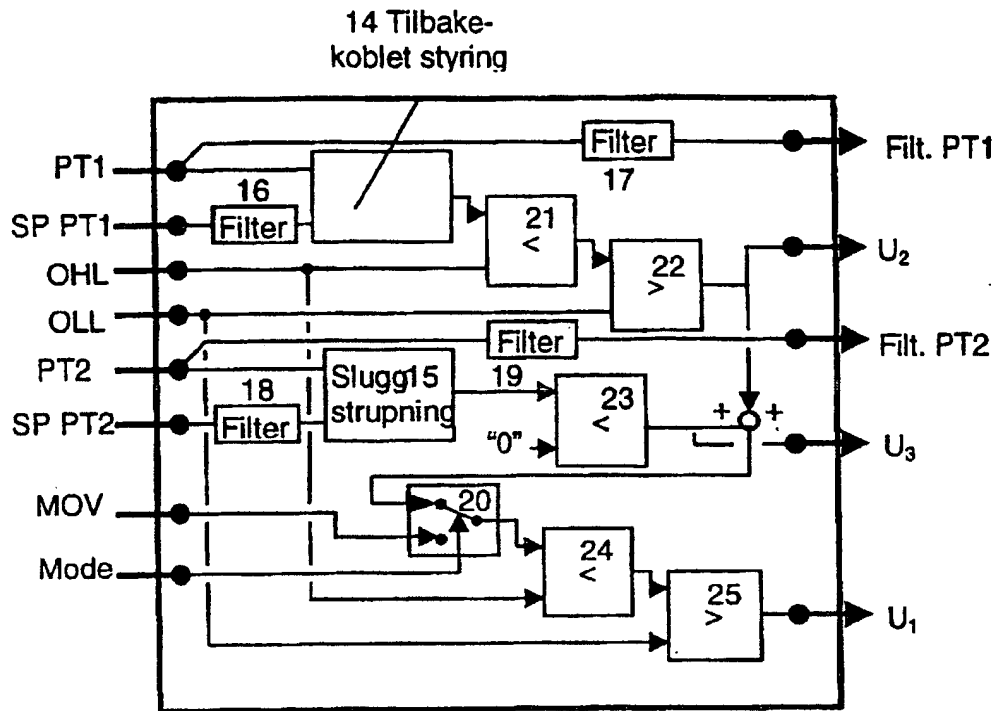 14 Tilbake-
koblet styring
PT1
Filter
17
Filt. PT1
16
SP PT1
Filter
21
<
OHL
22
>
U2
OLL
Filter
19
Filt. PT2
PT2
Slugg15
strupning
18
SP PT2
Filter
23
<
"0"
+
+
U3
MOV
20
Mode
24
<
25
>
U1